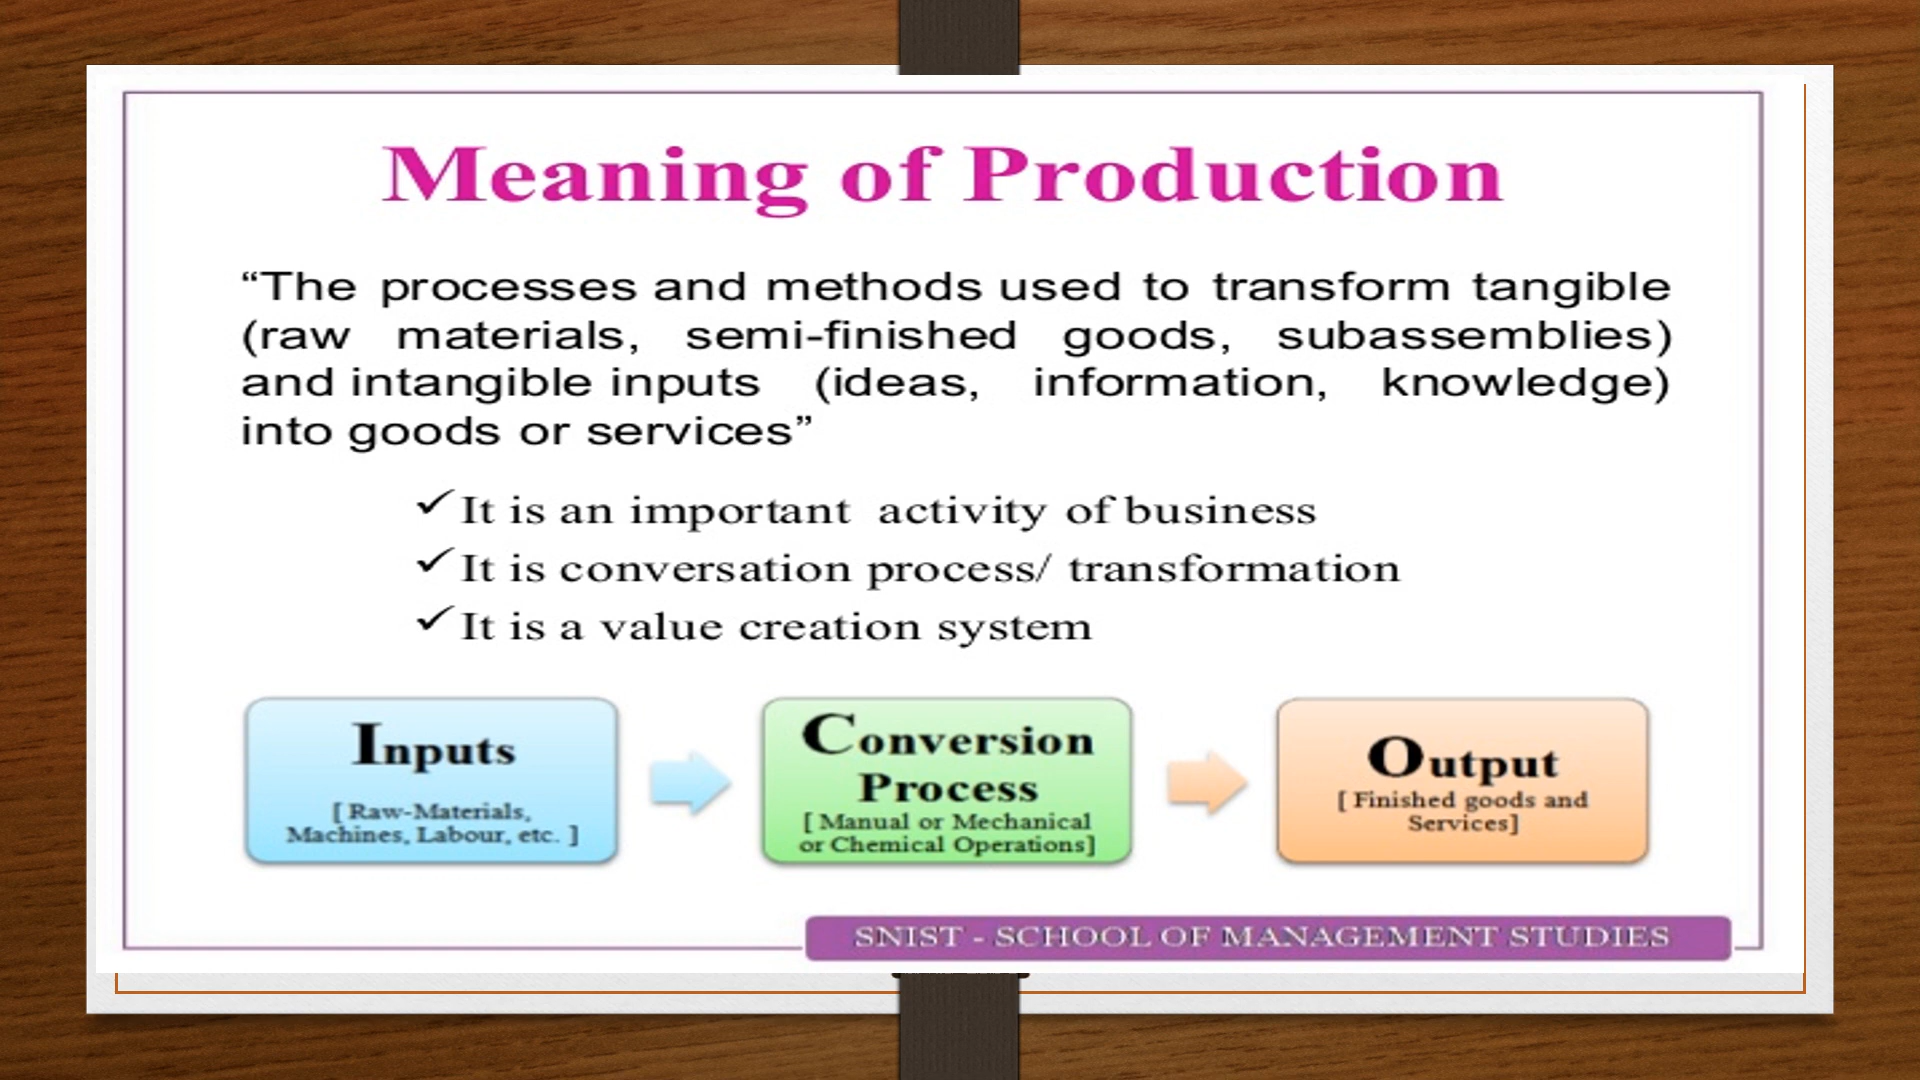 Meaning of Production
“The processes and methods used to transform tangible
(raw materials, semi-finished goods, subassemblies)
and intangible inputs (ideas, information, knowledge)
into goods or services”
✓It is an important activity of business
✓It is conversation process/ transformation
✓It is a value creation system
Inputs
[ Raw-Materials,
Machines, Labour, etc. ]
Conversion
Process
[ Manual or Mechanical
or Chemical Operations]
Output
[ Finished goods and
Services]
SNIST - SCHOOL OF MANAGEMENT STUDIES